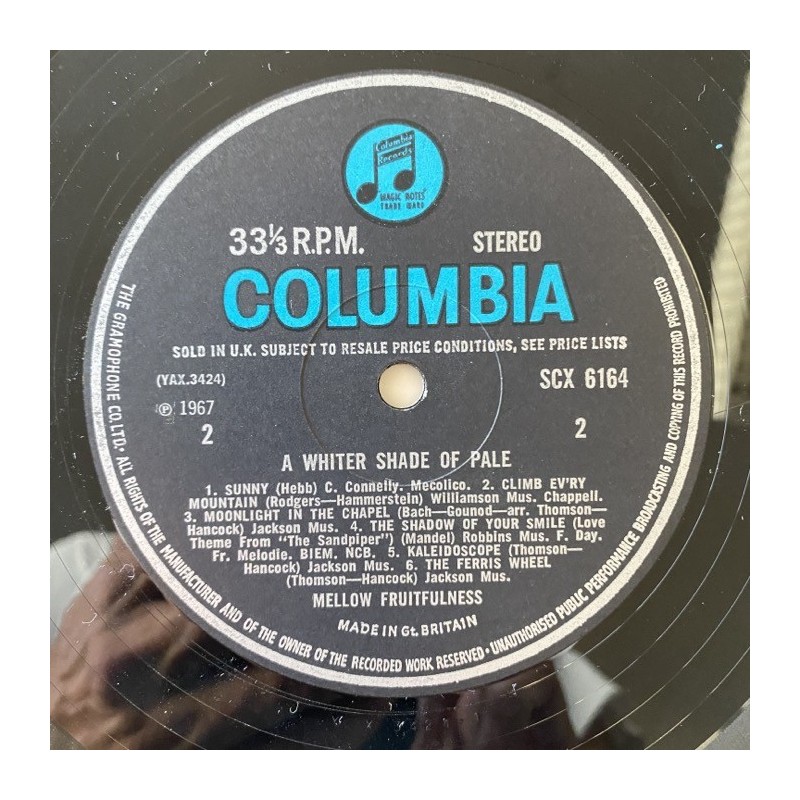 Columbia
Records
MAGIC NOTES
TRADE MARK
33⅓ R.P.M. STEREO
COLUMBIA
SOLD IN U.K. SUBJECT TO RESALE PRICE CONDITIONS, SEE PRICE LISTS
(YAX.3424) SCX 6164
Ⓟ 1967
2 2
A WHITER SHADE OF PALE
1. SUNNY (Hebb) C. Connelly. Mecolico. 2. CLIMB EV'RY
MOUNTAIN (Rodgers—Hammerstein) Williamson Mus. Chappell.
3. MOONLIGHT IN THE CHAPEL (Bach—Gounod—arr. Thomson—
Hancock) Jackson Mus. 4. THE SHADOW OF YOUR SMILE (Love
Theme From "The Sandpiper") (Mandel) Robbins Mus. F. Day.
Fr. Melodie. BIEM. NCB. 5. KALEIDOSCOPE (Thomson—
Hancock) Jackson Mus. 6. THE FERRIS WHEEL
(Thomson—Hancock) Jackson Mus.
MELLOW FRUITFULNESS
MADE IN Gt. BRITAIN
THE GRAMOPHONE CO. LTD. ALL RIGHTS OF THE MANUFACTURER AND OF THE OWNER OF THE RECORDED WORK RESERVED · UNAUTHORISED PUBLIC PERFORMANCE BROADCASTING AND COPYING OF THIS RECORD PROHIBITED